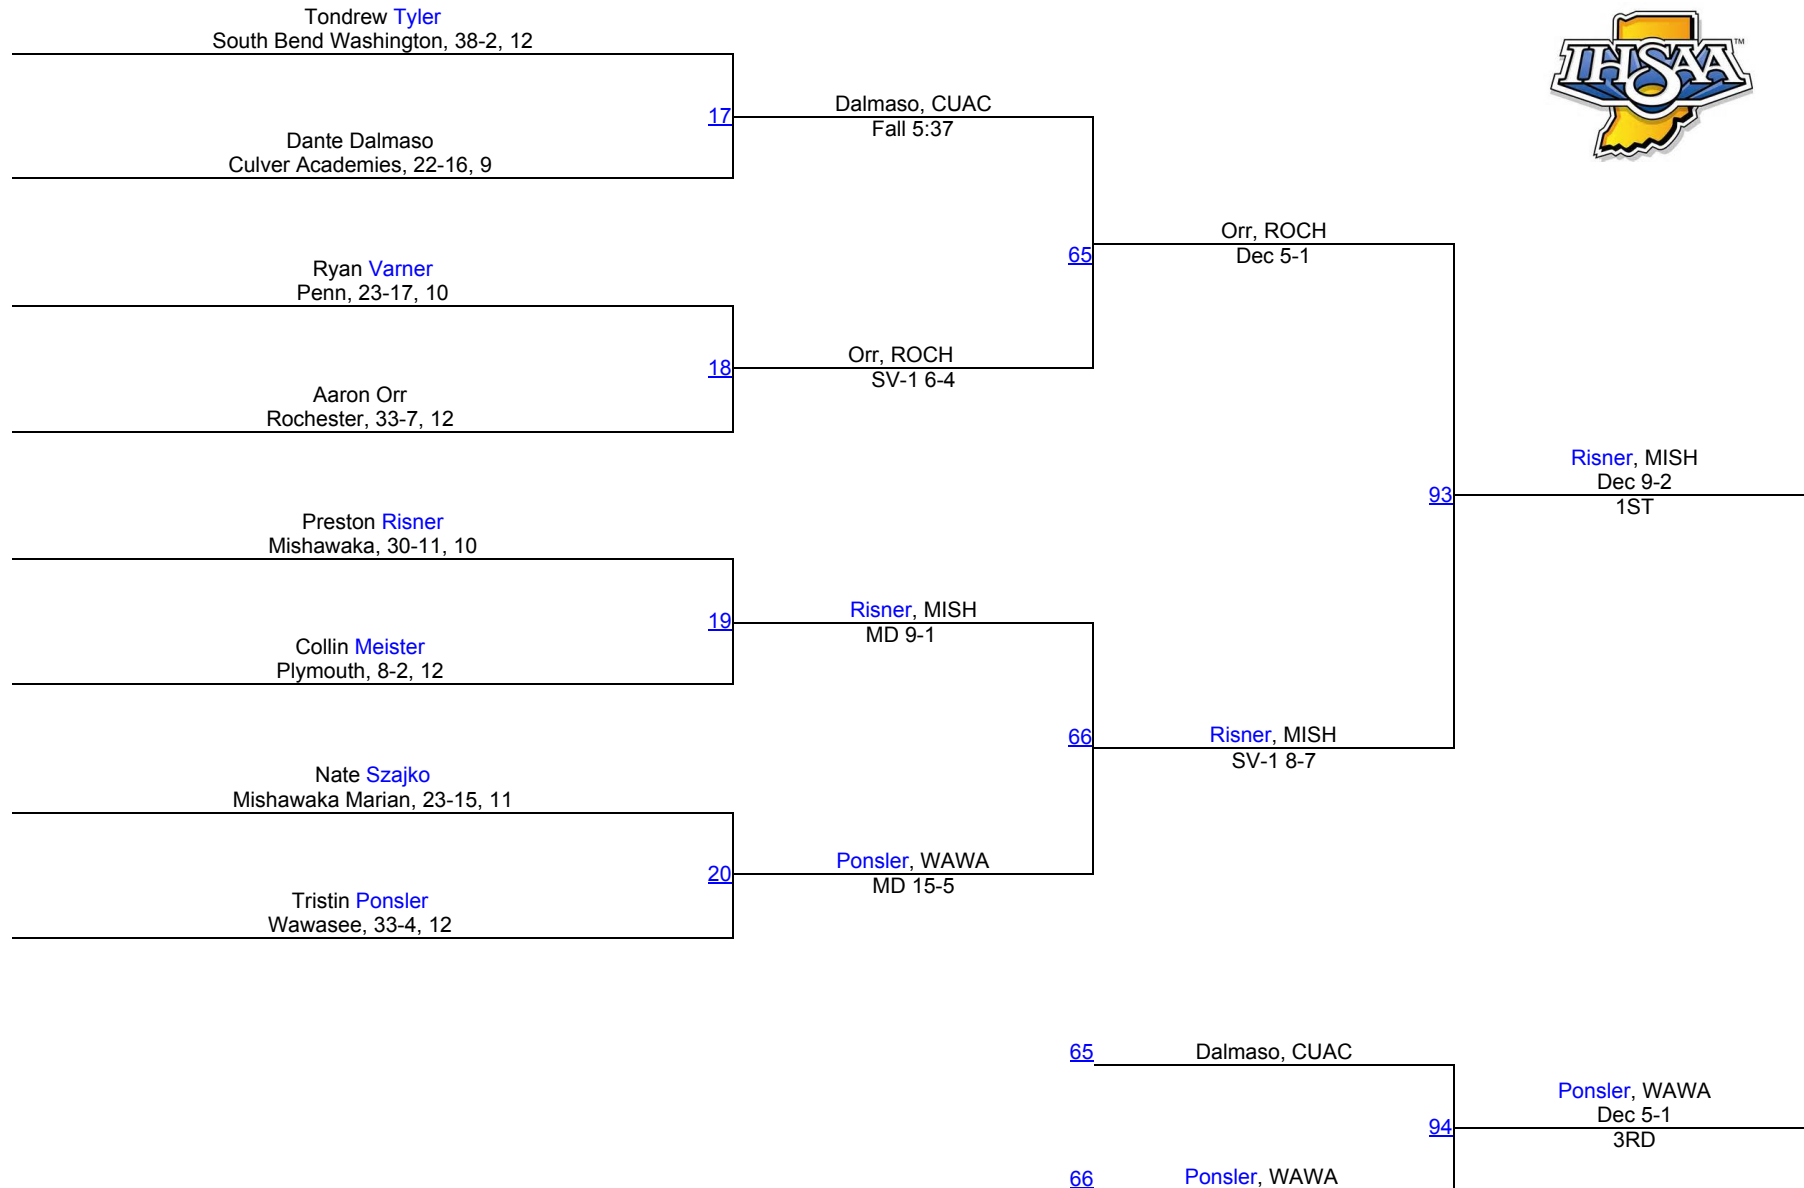 Tondrew Tyler
South Bend Washington, 38-2, 12
IHSAA™
17
Dalmaso, CUAC
Fall 5:37
Dante Dalmaso
Culver Academies, 22-16, 9
65
Orr, ROCH
Dec 5-1
Ryan Varner
Penn, 23-17, 10
18
Orr, ROCH
SV-1 6-4
Aaron Orr
Rochester, 33-7, 12
93
Risner, MISH
Dec 9-2
1ST
Preston Risner
Mishawaka, 30-11, 10
19
Risner, MISH
MD 9-1
Collin Meister
Plymouth, 8-2, 12
66
Risner, MISH
SV-1 8-7
Nate Szajko
Mishawaka Marian, 23-15, 11
20
Ponsler, WAWA
MD 15-5
Tristin Ponsler
Wawasee, 33-4, 12
65
Dalmaso, CUAC
94
Ponsler, WAWA
Dec 5-1
3RD
66
Ponsler, WAWA